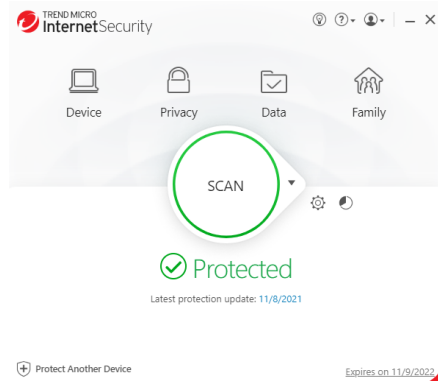 TREND MICRO
InternetSecurity
Device
Privacy
Data
Family
SCAN
Protected
Latest protection update: 11/8/2021
Protect Another Device
Expires on 11/9/2022